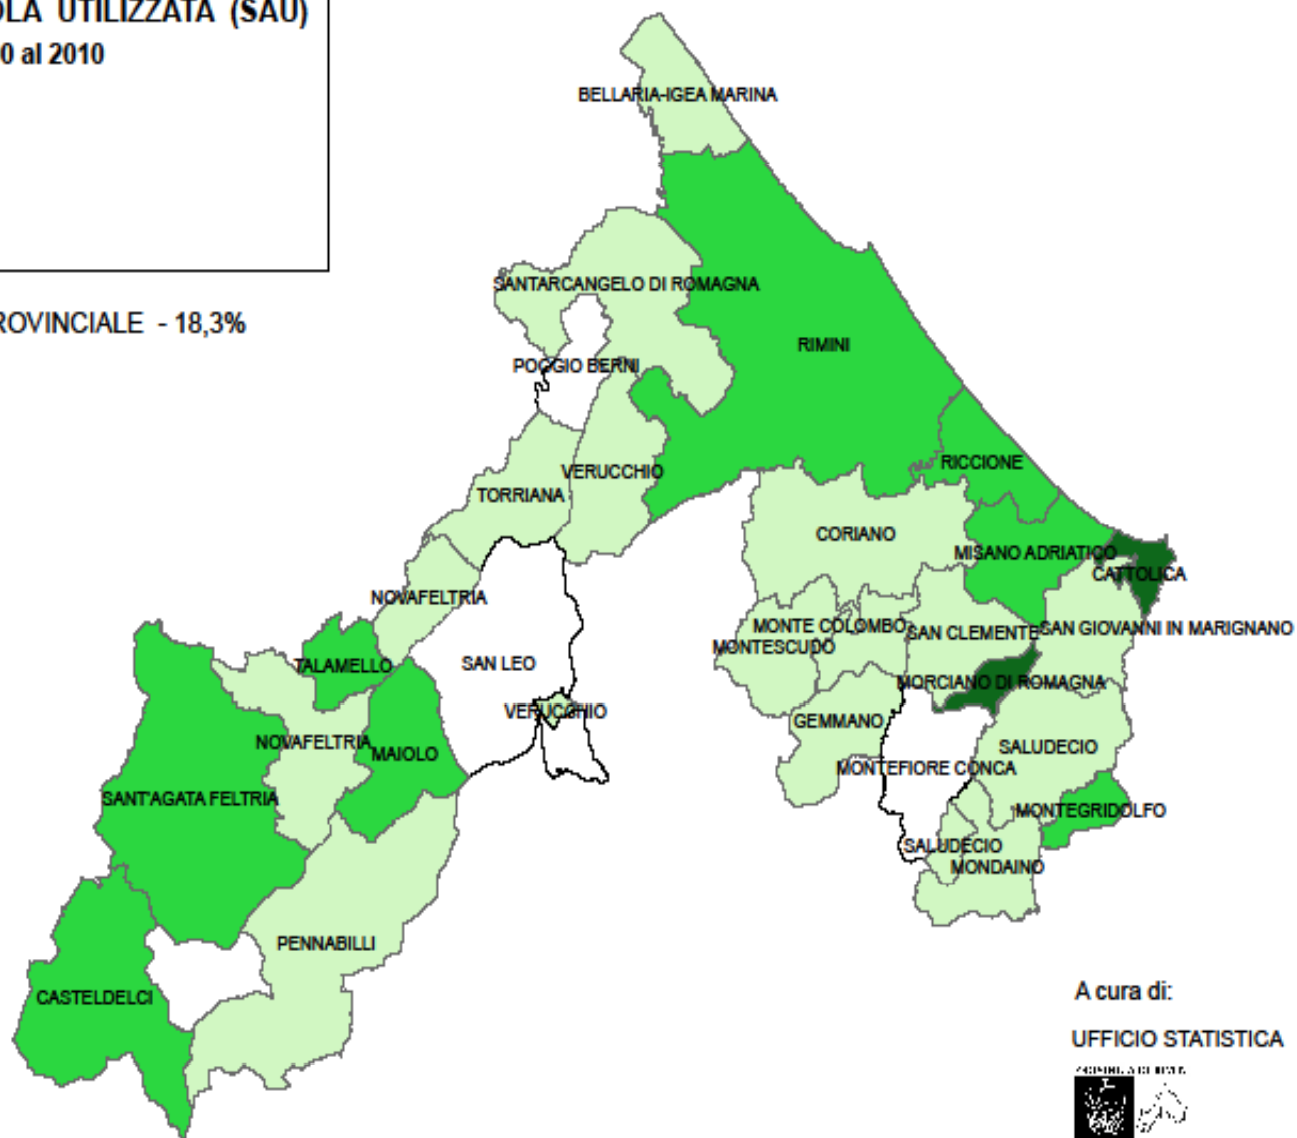 OLA UTILIZZATA (SAU)
0 al 2010
ROVINCIALE - 18,3%
BELLARIA-IGEA MARINA
SANTARCANGELO DI ROMAGNA
RIMINI
POGGIO BERNI
VERUCCHIO
TORRIANA
RICCIONE
CORIANO
MISANO ADRIATICO
CATTOLICA
NOVAFELTRIA
MONTE COLOMBO
SAN CLEMENTE
SAN GIOVANNI IN MARIGNANO
MONTESCUDO
TALAMELLO
SAN LEO
MORCIANO DI ROMAGNA
VERUCCHIO
GEMMANO
NOVAFELTRIA
MAIOLO
SALUDECIO
MONTEFIORE CONCA
SANT'AGATA FELTRIA
MONTEGRIDOLFO
SALUDECIO
MONDAINO
PENNABILLI
CASTELDELCI
A cura di:
UFFICIO STATISTICA